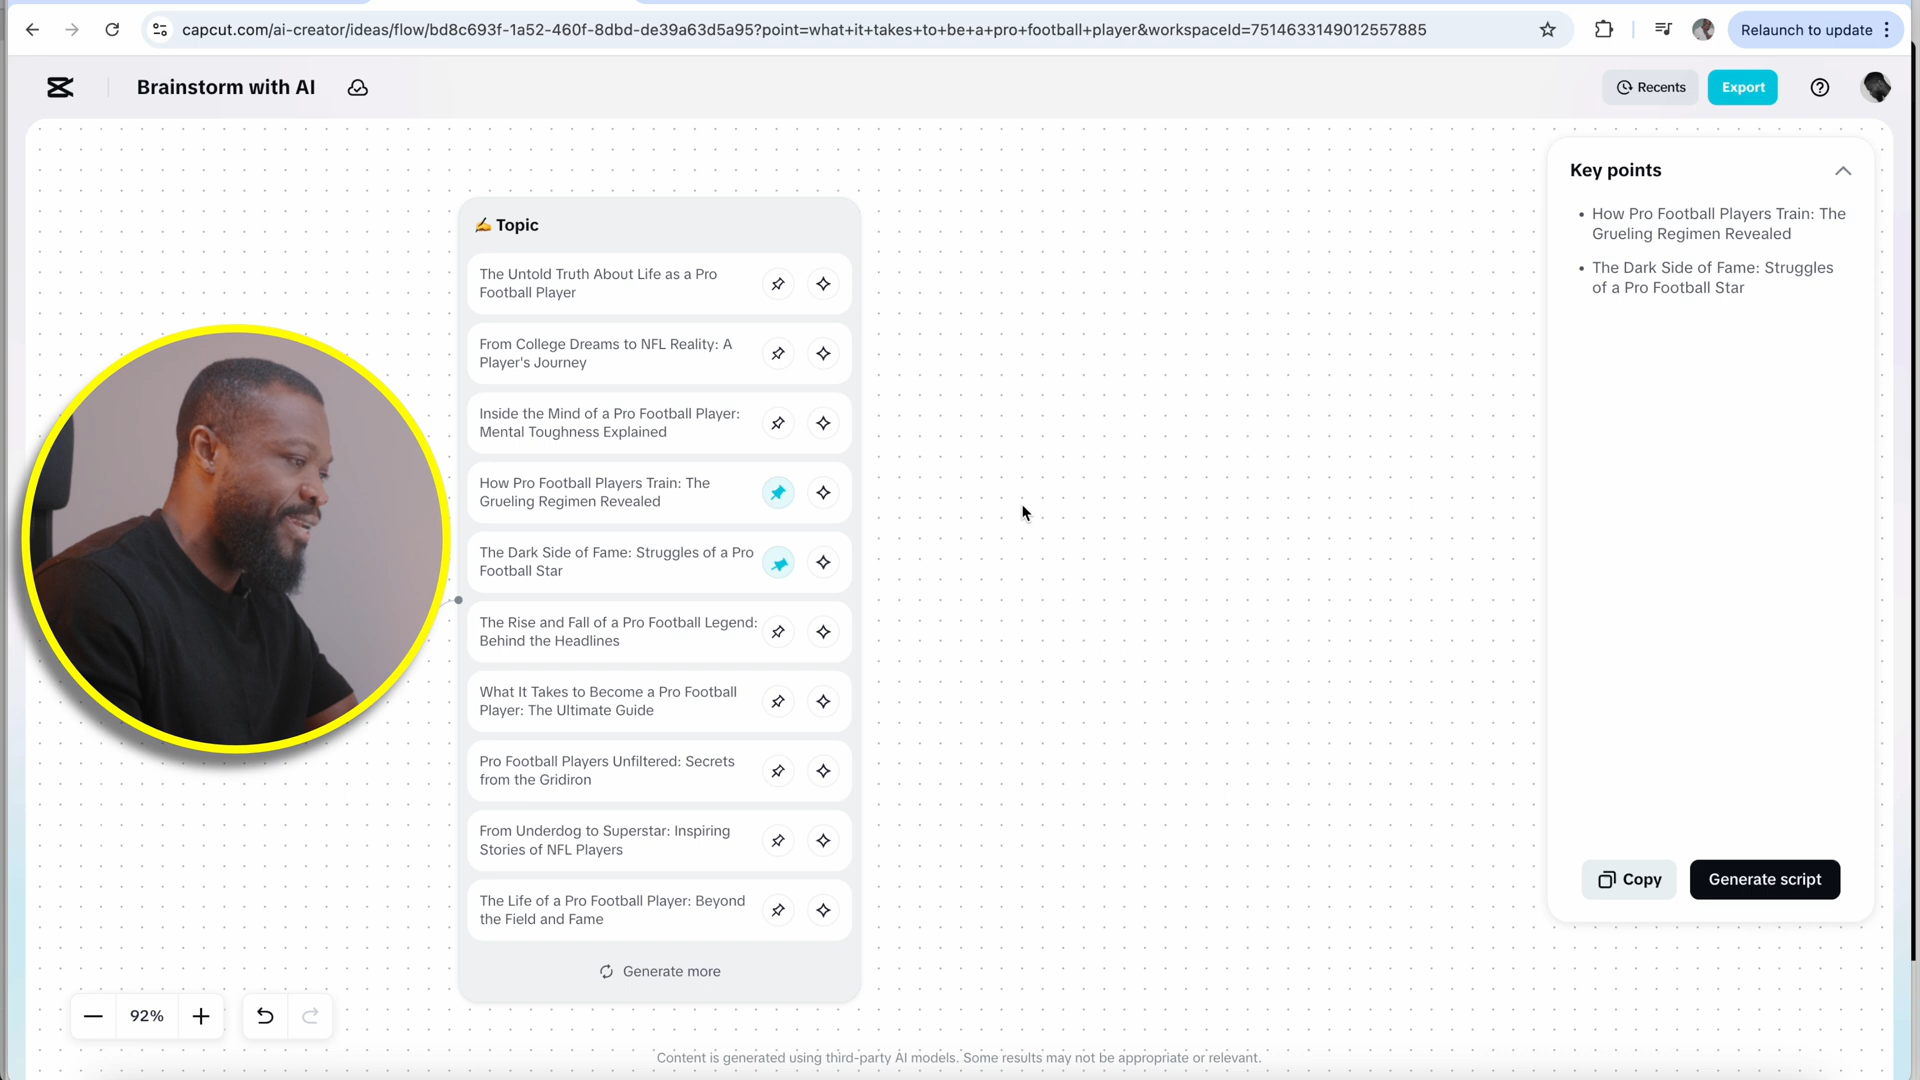 capcut.com/ai-creator/ideas/flow/bd8c693f-1a52-460f-8dbd-de39a63d5a95?point=what+it+takes+to+be+a+pro+football+player&workspaceId=7514633149012557885
Relaunch to update
Brainstorm with AI
Recents
Export
✍️ Topic
The Untold Truth About Life as a Pro
Football Player
From College Dreams to NFL Reality: A
Player's Journey
Inside the Mind of a Pro Football Player:
Mental Toughness Explained
How Pro Football Players Train: The
Grueling Regimen Revealed
The Dark Side of Fame: Struggles of a Pro
Football Star
The Rise and Fall of a Pro Football Legend:
Behind the Headlines
What It Takes to Become a Pro Football
Player: The Ultimate Guide
Pro Football Players Unfiltered: Secrets
from the Gridiron
From Underdog to Superstar: Inspiring
Stories of NFL Players
The Life of a Pro Football Player: Beyond
the Field and Fame
Generate more
Key points
• How Pro Football Players Train: The
Grueling Regimen Revealed
• The Dark Side of Fame: Struggles
of a Pro Football Star
Copy
Generate script
92%
Content is generated using third-party AI models. Some results may not be appropriate or relevant.